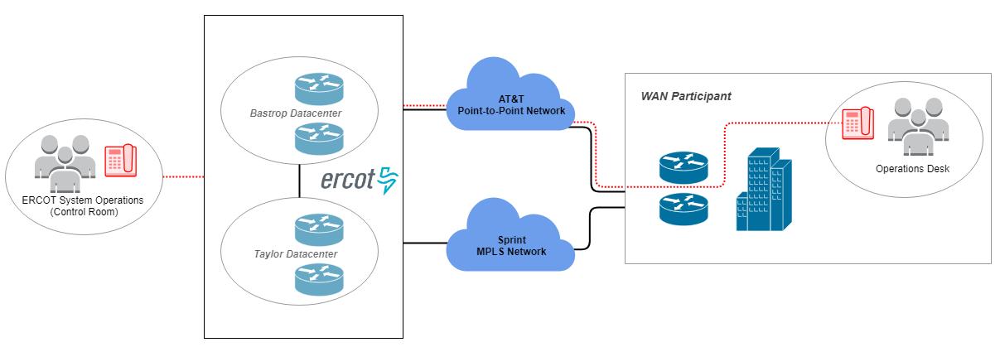 ERCOT System Operations
(Control Room)
Bastrop Datacenter
ercot
Taylor Datacenter
AT&T
Point-to-Point Network
Sprint
MPLS Network
WAN Participant
Operations Desk